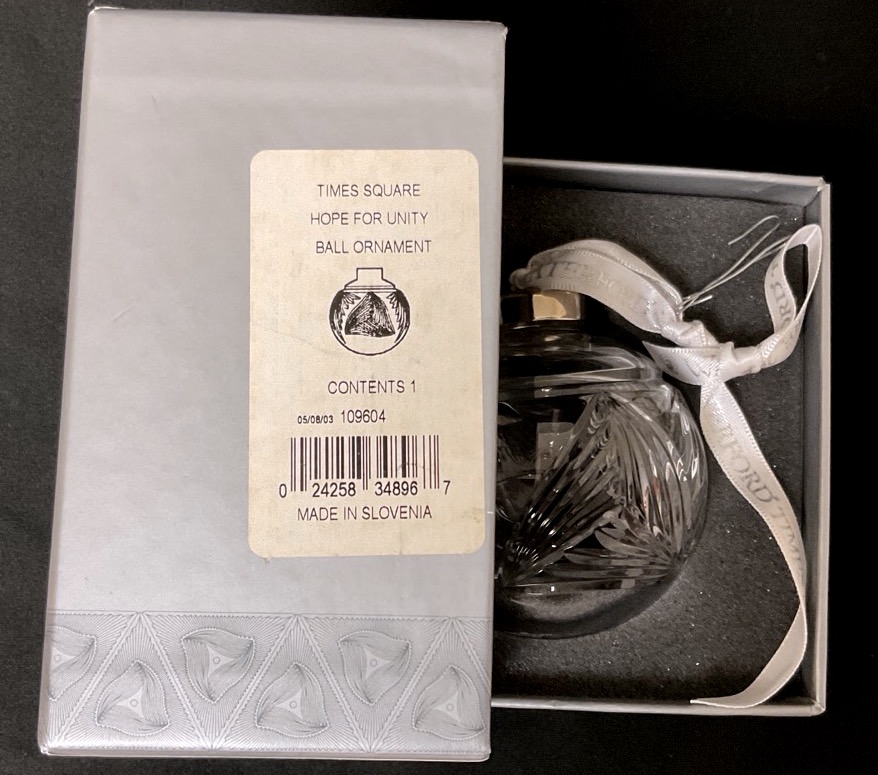 TIMES SQUARE
HOPE FOR UNITY
BALL ORNAMENT
CONTENTS 1
05/08/03 109604
0 24258 34896 7
MADE IN SLOVENIA